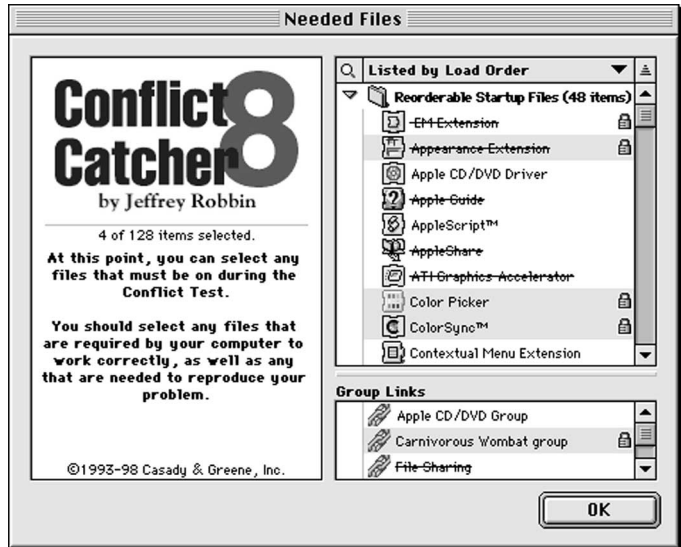 Needed Files
Conflict
Catcher 8
by Jeffrey Robbin
4 of 128 items selected.
At this point, you can select any
files that must be on during the
Conflict Test.
You should select any files that
are required by your computer to
work correctly, as well as any
that are needed to reproduce your
problem.
©1993-98 Casady & Greene, Inc.
Listed by Load Order
Reorderable Startup Files (48 items)
EM Extension
Appearance Extension
Apple CD/DVD Driver
Apple Guide
AppleScript™
AppleShare
ATI Graphics Accelerator
Color Picker
ColorSync™
Contextual Menu Extension
Group Links
Apple CD/DVD Group
Carnivorous Wombat group
File Sharing
OK